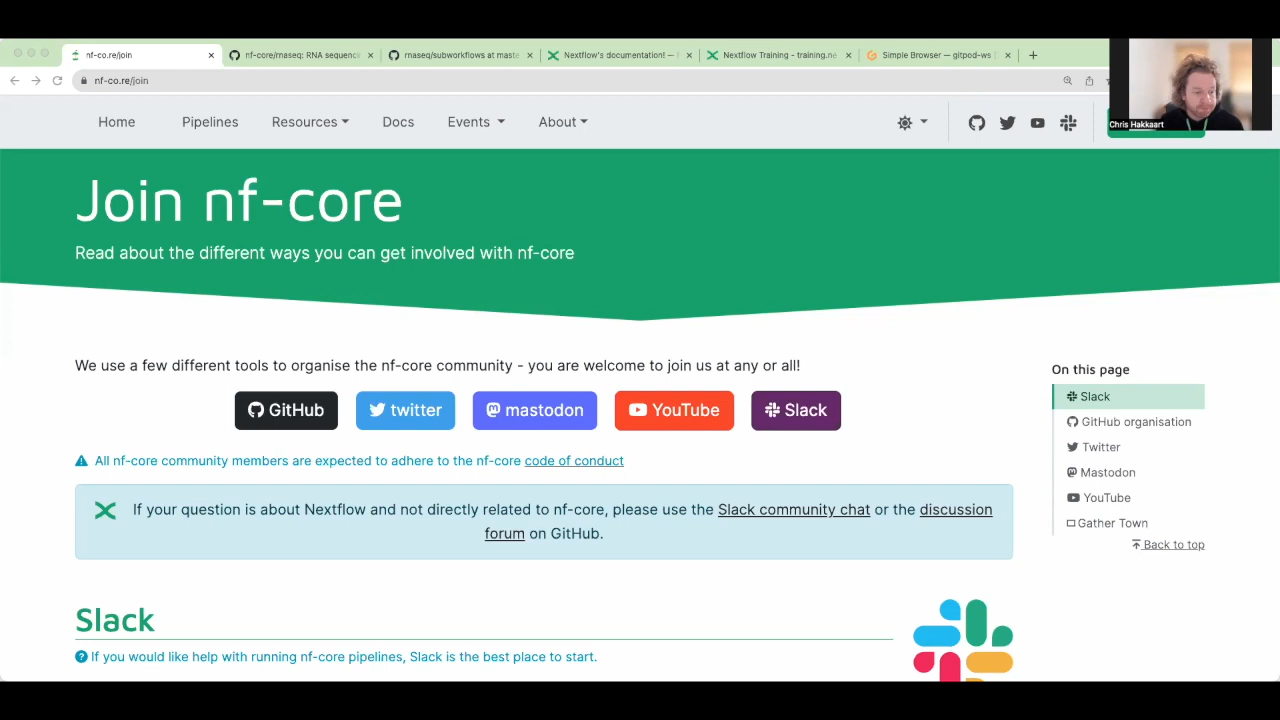 nf-co.re/join
nf-core/rnaseq: RNA sequenci
rnaseq/subworkflows at maste
Nextflow's documentation! —
Nextflow Training - training.ne
Simple Browser — gitpod-ws
nf-co.re/join
Chris Hakkaart
Home
Pipelines
Resources
Docs
Events
About
Join nf-core
Read about the different ways you can get involved with nf-core
We use a few different tools to organise the nf-core community - you are welcome to join us at any or all!
GitHub
twitter
mastodon
YouTube
Slack
All nf-core community members are expected to adhere to the nf-core code of conduct
If your question is about Nextflow and not directly related to nf-core, please use the Slack community chat or the discussion
forum on GitHub.
On this page
Slack
GitHub organisation
Twitter
Mastodon
YouTube
Gather Town
Back to top
Slack
If you would like help with running nf-core pipelines, Slack is the best place to start.